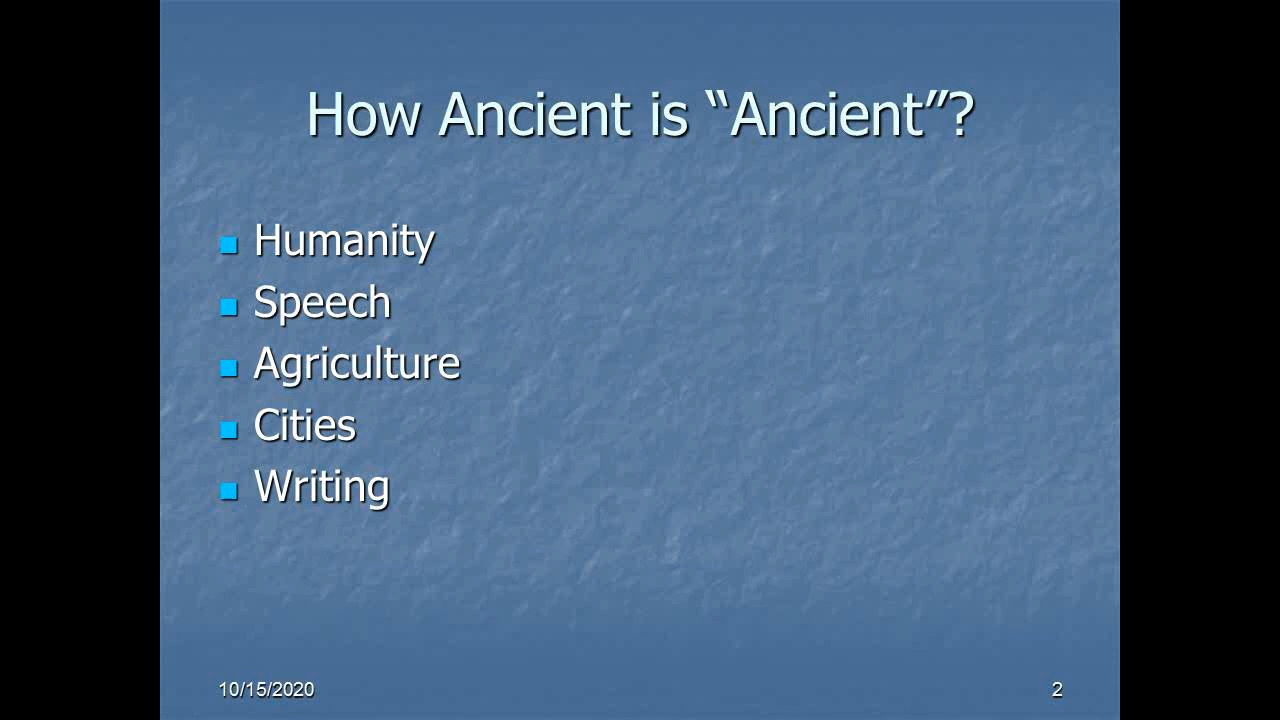 How Ancient is “Ancient”?
Humanity
Speech
Agriculture
Cities
Writing
10/15/2020
2